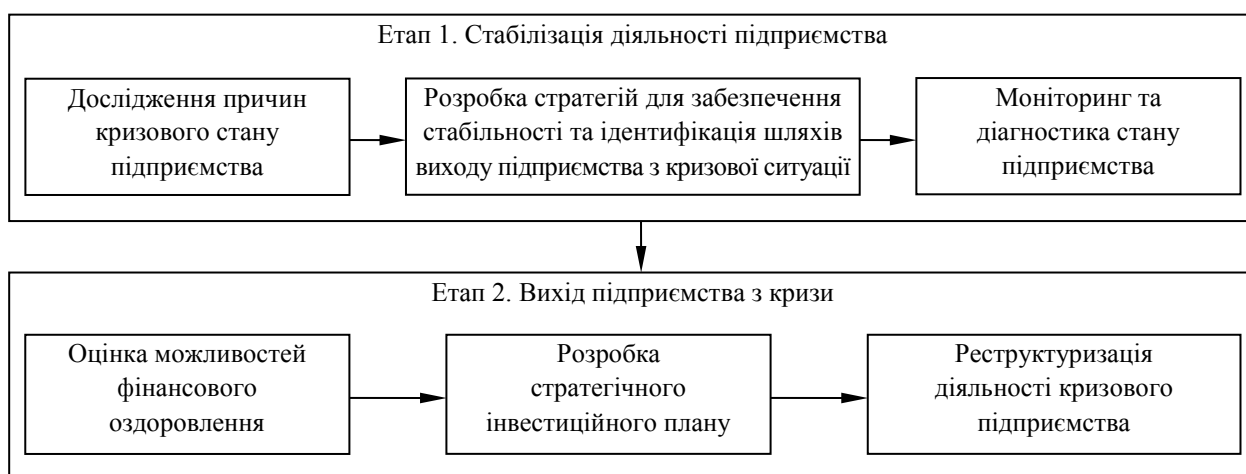 Етап 1. Стабілізація діяльності підприємства
Дослідження причин
кризового стану
підприємства
Розробка стратегій для забезпечення
стабільності та ідентифікація шляхів
виходу підприємства з кризової ситуації
Моніторинг та
діагностика стану
підприємства
Етап 2. Вихід підприємства з кризи
Оцінка можливостей
фінансового
оздоровлення
Розробка
стратегічного
інвестиційного плану
Реструктуризація
діяльності кризового
підприємства